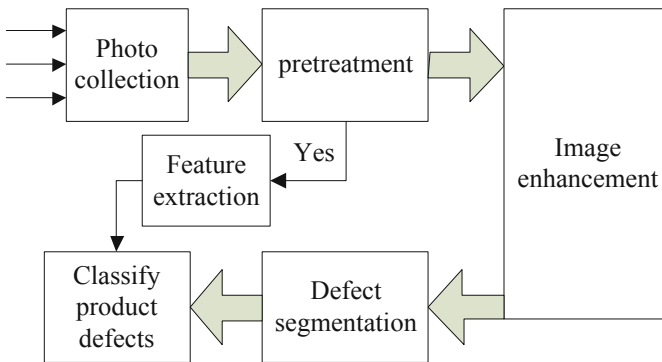 Photo
collection
pretreatment
Image
enhancement
Yes
Feature
extraction
Classify
product
defects
Defect
segmentation